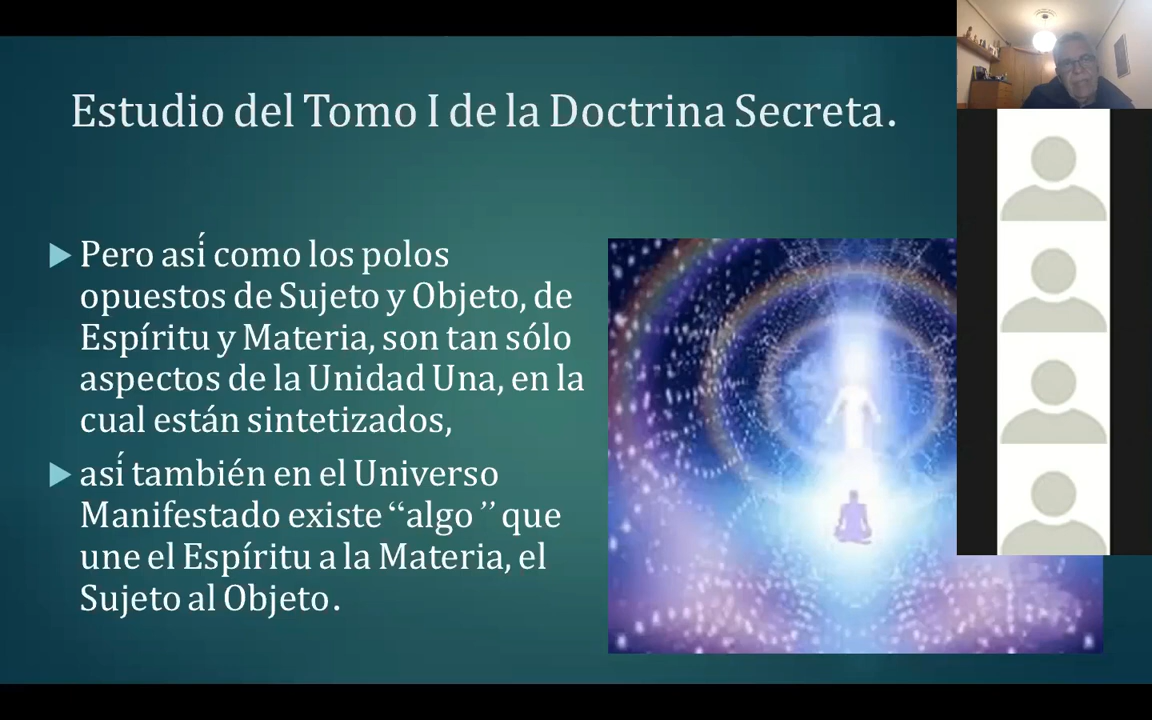 Estudio del Tomo I de la Doctrina Secreta.
Pero así como los polos
opuestos de Sujeto y Objeto, de
Espíritu y Materia, son tan sólo
aspectos de la Unidad Una, en la
cual están sintetizados,
así también en el Universo
Manifestado existe “algo ” que
une el Espíritu a la Materia, el
Sujeto al Objeto.